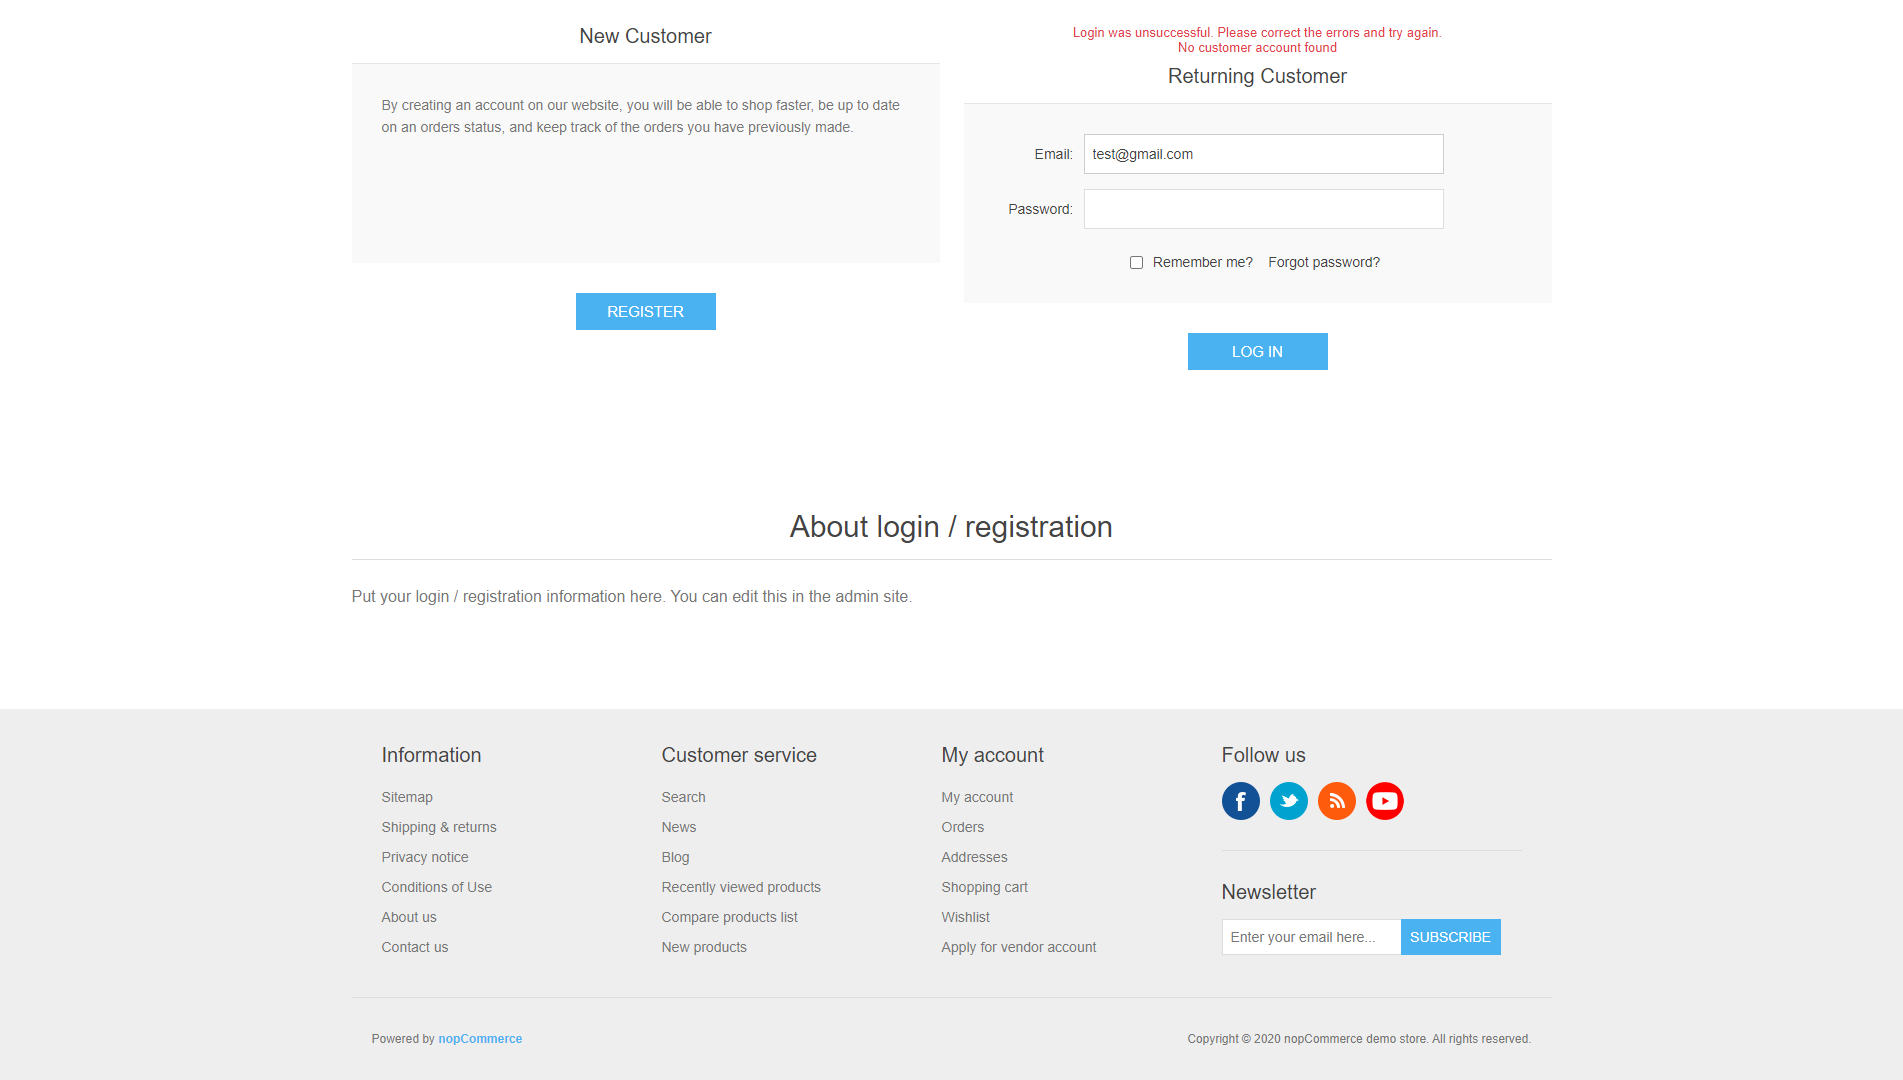 New Customer
By creating an account on our website, you will be able to shop faster, be up to date
on an orders status, and keep track of the orders you have previously made.
REGISTER
Login was unsuccessful. Please correct the errors and try again.
No customer account found
Returning Customer
Email: test@gmail.com
Password:
Remember me? Forgot password?
LOG IN
About login / registration
Put your login / registration information here. You can edit this in the admin site.
Information
Sitemap
Shipping & returns
Privacy notice
Conditions of Use
About us
Contact us
Customer service
Search
News
Blog
Recently viewed products
Compare products list
New products
My account
My account
Orders
Addresses
Shopping cart
Wishlist
Apply for vendor account
Follow us
Newsletter
Enter your email here... SUBSCRIBE
Powered by nopCommerce
Copyright © 2020 nopCommerce demo store. All rights reserved.